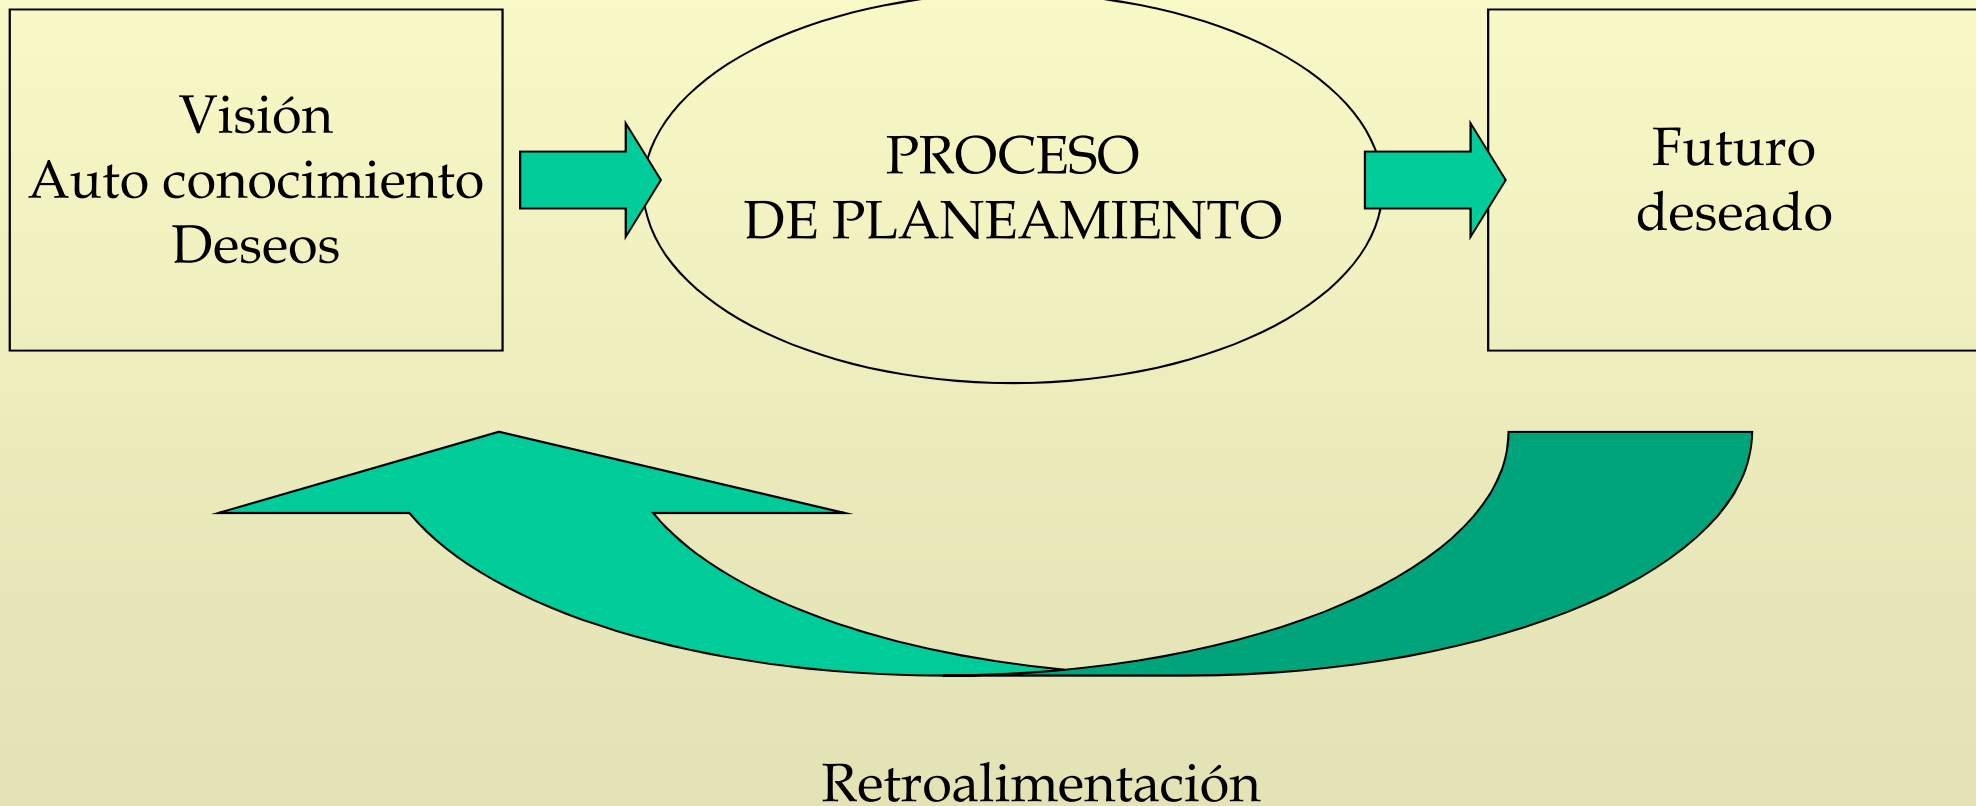 Visión
Auto conocimiento
Deseos
PROCESO
DE PLANEAMIENTO
Futuro
deseado
Retroalimentación